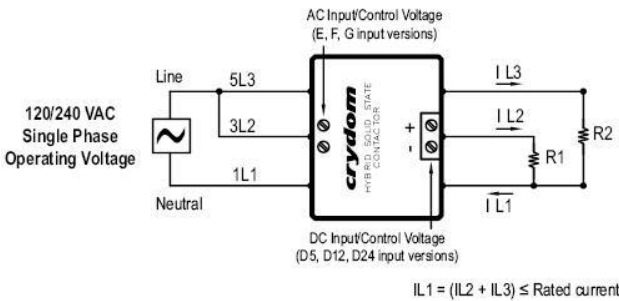 AC Input/Control Voltage
(E, F, G input versions)
120/240 VAC
Single Phase
Operating Voltage
Line
5L3
3L2
1L1
Neutral
crydom
HYBRID SOLID STATE
CONTACTOR
+
-
I L3
I L2
I L1
R1
R2
DC Input/Control Voltage
(D5, D12, D24 input versions)
IL1 = (IL2 + IL3) ≤ Rated current